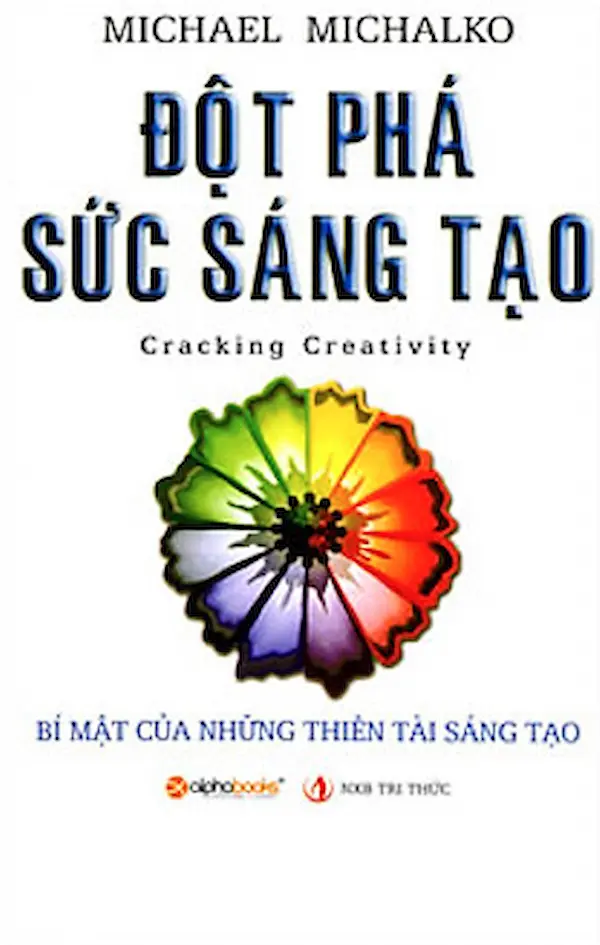 MICHAEL MICHALKO
ĐỘT PHÁ
SỨC SÁNG TẠO
Cracking Creativity
BÍ MẬT CỦA NHỮNG THIÊN TÀI SÁNG TẠO
alphabooks
NXB TRI THỨC